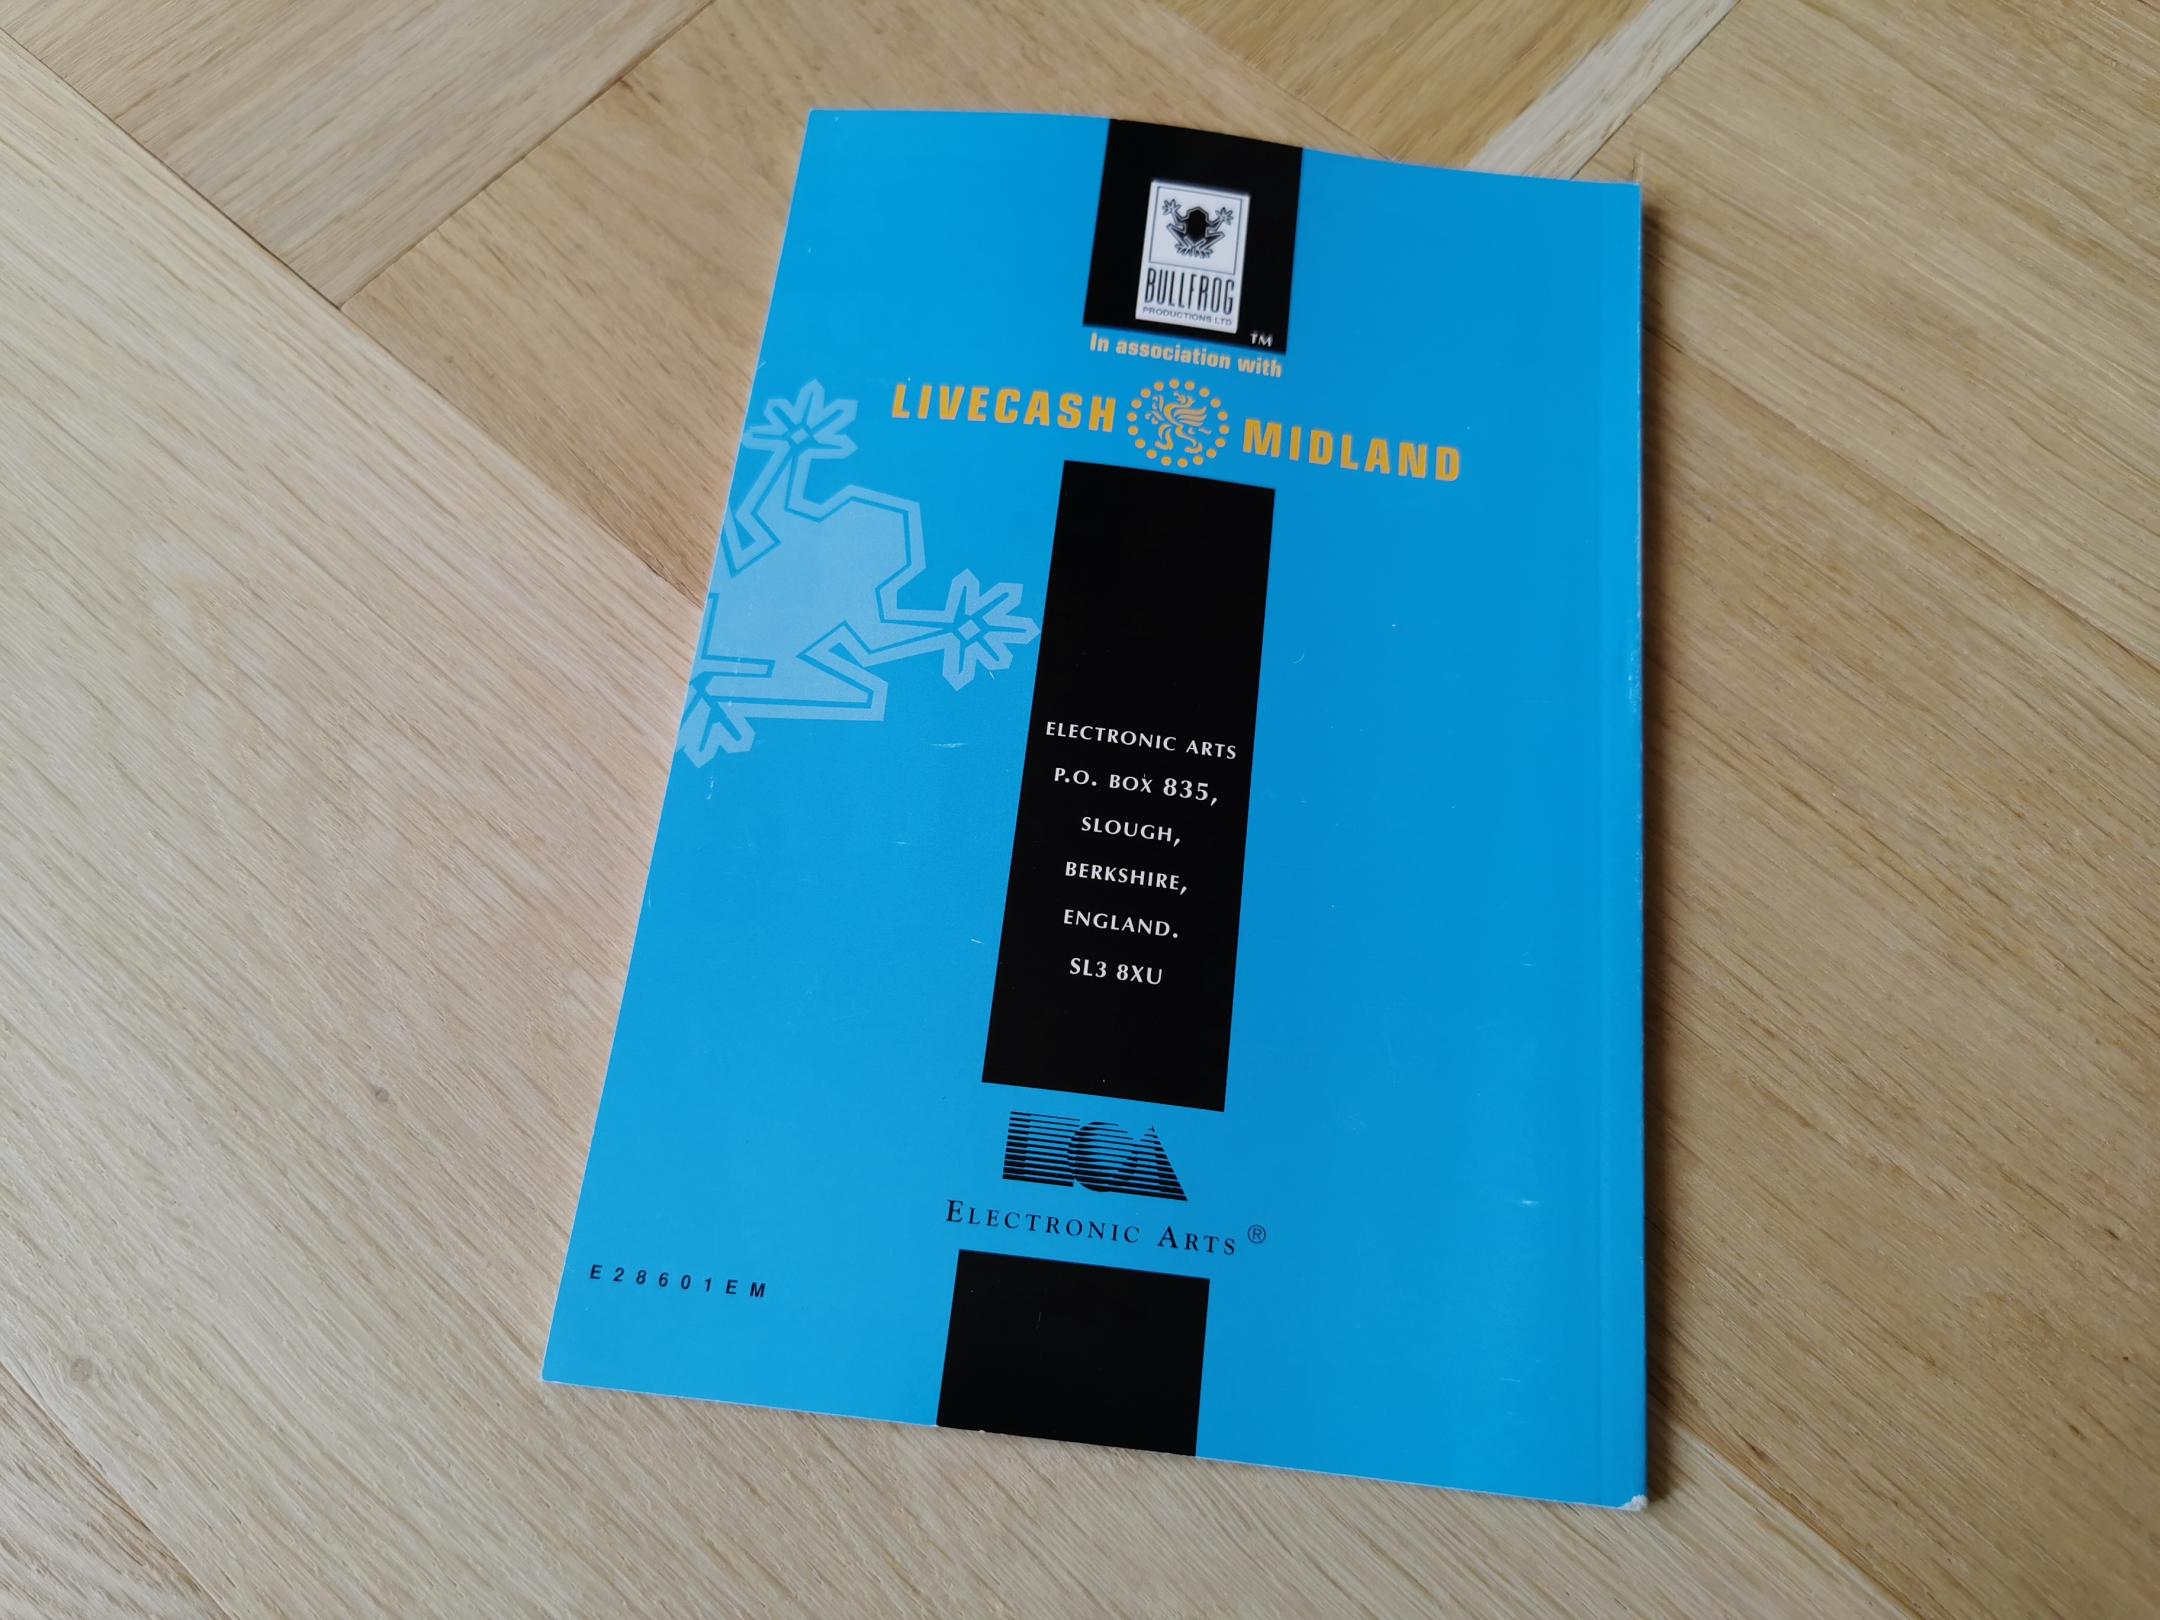 BULLFROG
PRODUCTIONS LTD
TM
In association with
LIVECASH MIDLAND
ELECTRONIC ARTS
P.O. BOX 835,
SLOUGH,
BERKSHIRE,
ENGLAND.
SL3 8XU
EOA
ELECTRONIC ARTS ®
E28601EM